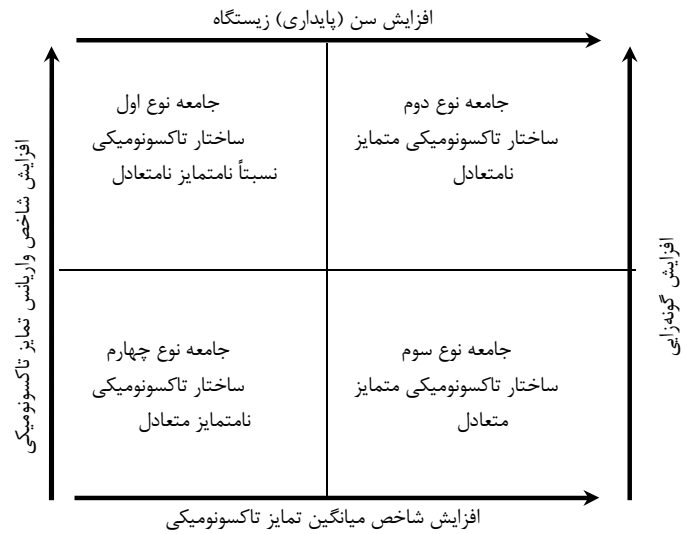 افزایش سن (پایداری) زیستگاه
جامعه نوع دوم
ساختار تاکسونومیکی متمایز
نامتعادل
جامعه نوع اول
ساختار تاکسونومیکی
نسبتاً نامتمایز نامتعادل
افزایش گونه‌زایی
افزایش شاخص واریانس تمایز تاکسونومیکی
جامعه نوع سوم
ساختار تاکسونومیکی متمایز
متعادل
جامعه نوع چهارم
ساختار تاکسونومیکی
نامتمایز متعادل
افزایش شاخص میانگین تمایز تاکسونومیکی